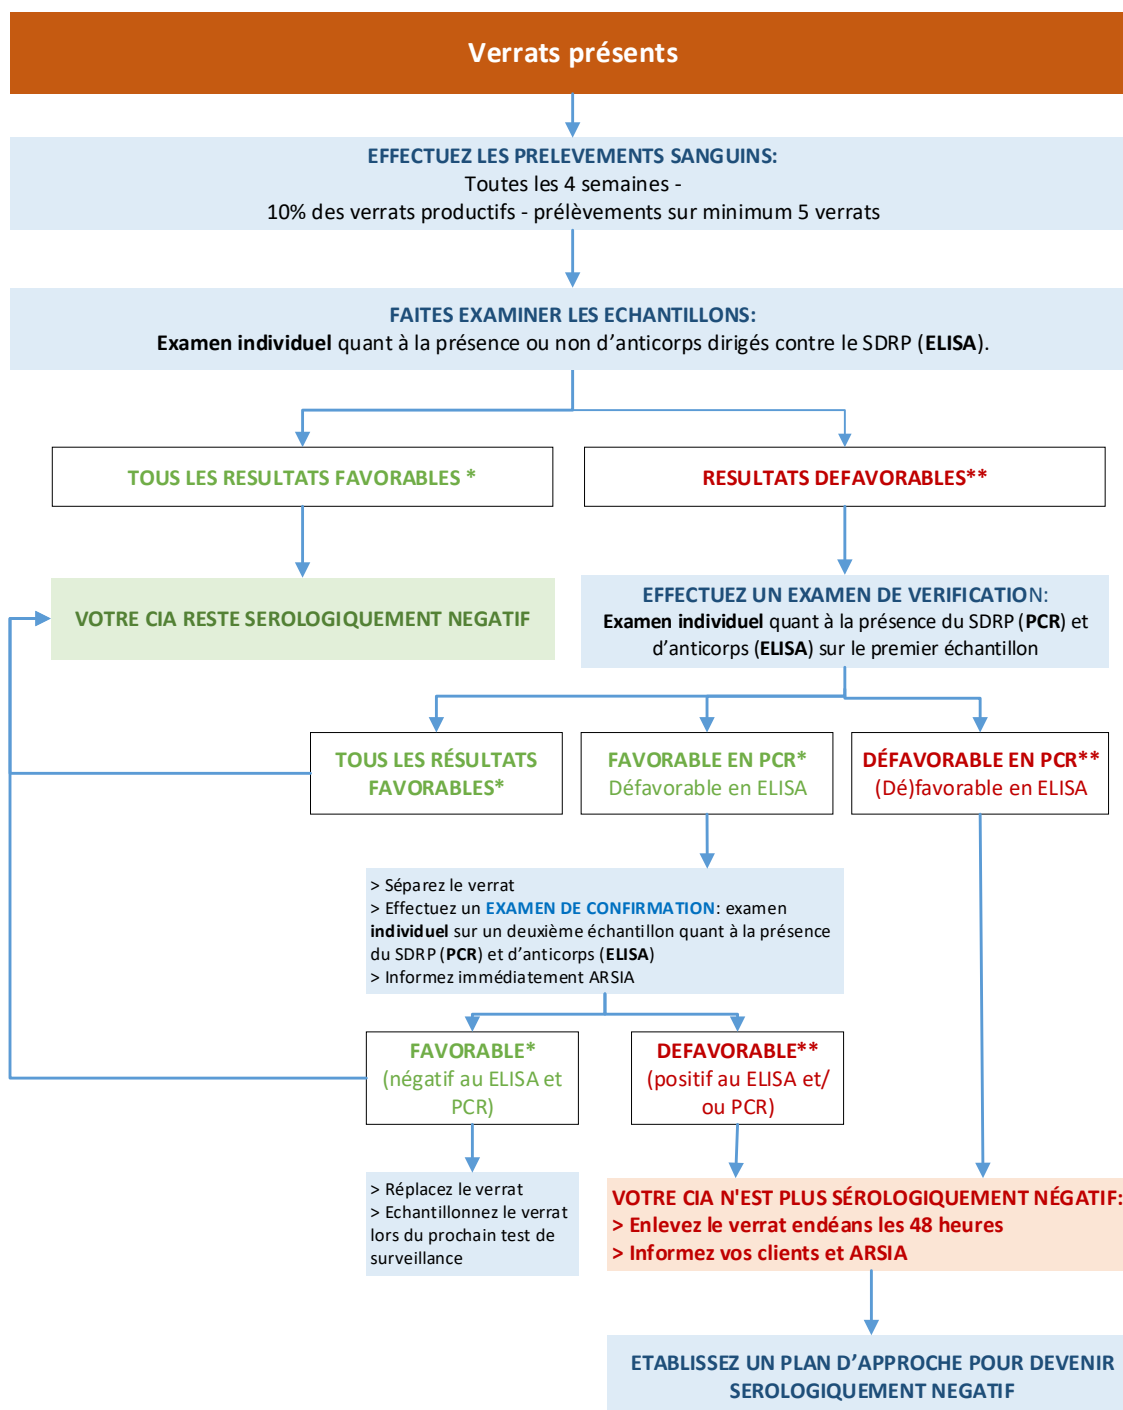 Verrats présents
EFFECTUEZ LES PRELEVEMENTS SANGUINS:
Toutes les 4 semaines -
10% des verrats productifs - prélèvements sur minimum 5 verrats
FAITES EXAMINER LES ECHANTILLONS:
Examen individuel quant à la présence ou non d'anticorps dirigés contre le SDRP (ELISA).
TOUS LES RESULTATS FAVORABLES *
RESULTATS DEFAVORABLES**
VOTRE CIA RESTE SEROLOGIQUEMENT NEGATIF
EFFECTUEZ UN EXAMEN DE VERIFICATION:
Examen individuel quant à la présence du SDRP (PCR) et
d'anticorps (ELISA) sur le premier échantillon
TOUS LES RÉSULTATS
FAVORABLES*
FAVORABLE EN PCR*
Défavorable en ELISA
DÉFAVORABLE EN PCR**
(Dé)favorable en ELISA
> Séparez le verrat
> Effectuez un EXAMEN DE CONFIRMATION: examen
individuel sur un deuxième échantillon quant à la présence
du SDRP (PCR) et d'anticorps (ELISA)
> Informez immédiatement ARSIA
FAVORABLE*
(négatif au ELISA et
PCR)
DEFAVORABLE**
(positif au ELISA et/
ou PCR)
> Réplacez le verrat
> Echantillonnez le verrat
lors du prochain test de
surveillance
VOTRE CIA N'EST PLUS SÉROLOGIQUEMENT NÉGATIF:
> Enlevez le verrat endéans les 48 heures
> Informez vos clients et ARSIA
ETABLISSEZ UN PLAN D'APPROCHE POUR DEVENIR
SEROLOGIQUEMENT NEGATIF